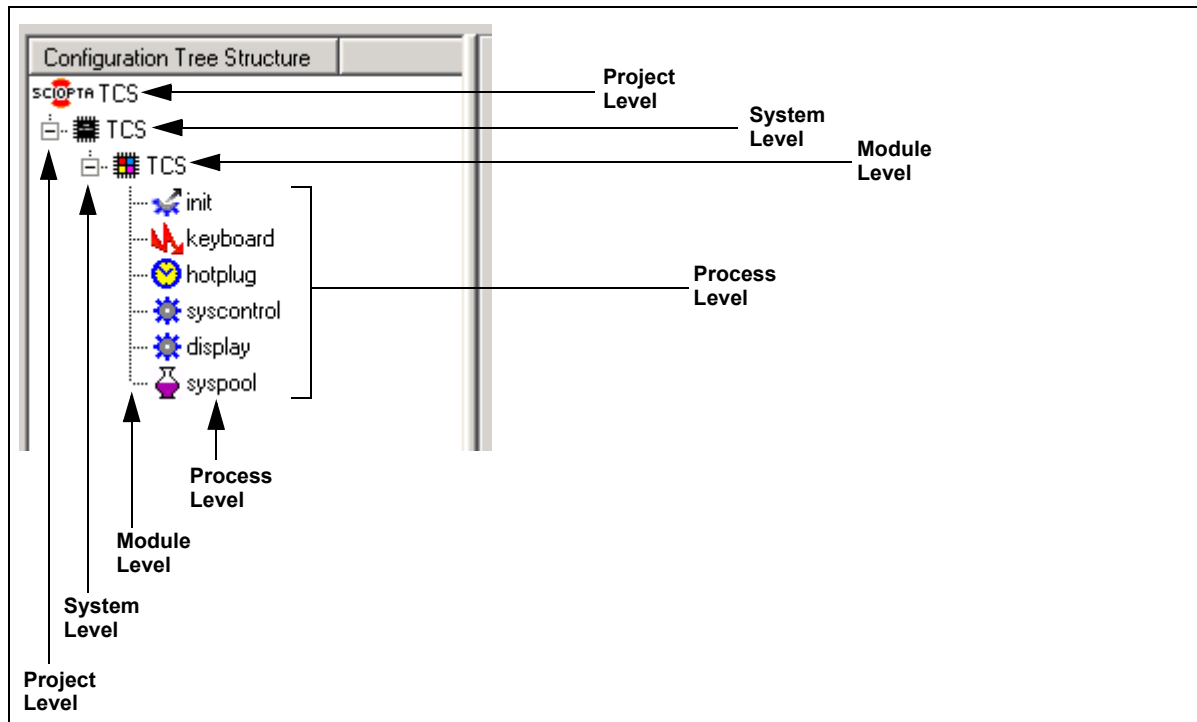 Configuration Tree Structure
SCIOPTA TCS
TCS
TCS
init
keyboard
hotplug
syscontrol
display
syspool
Project
Level
System
Level
Module
Level
Process
Level
Process
Level
Module
Level
System
Level
Project
Level